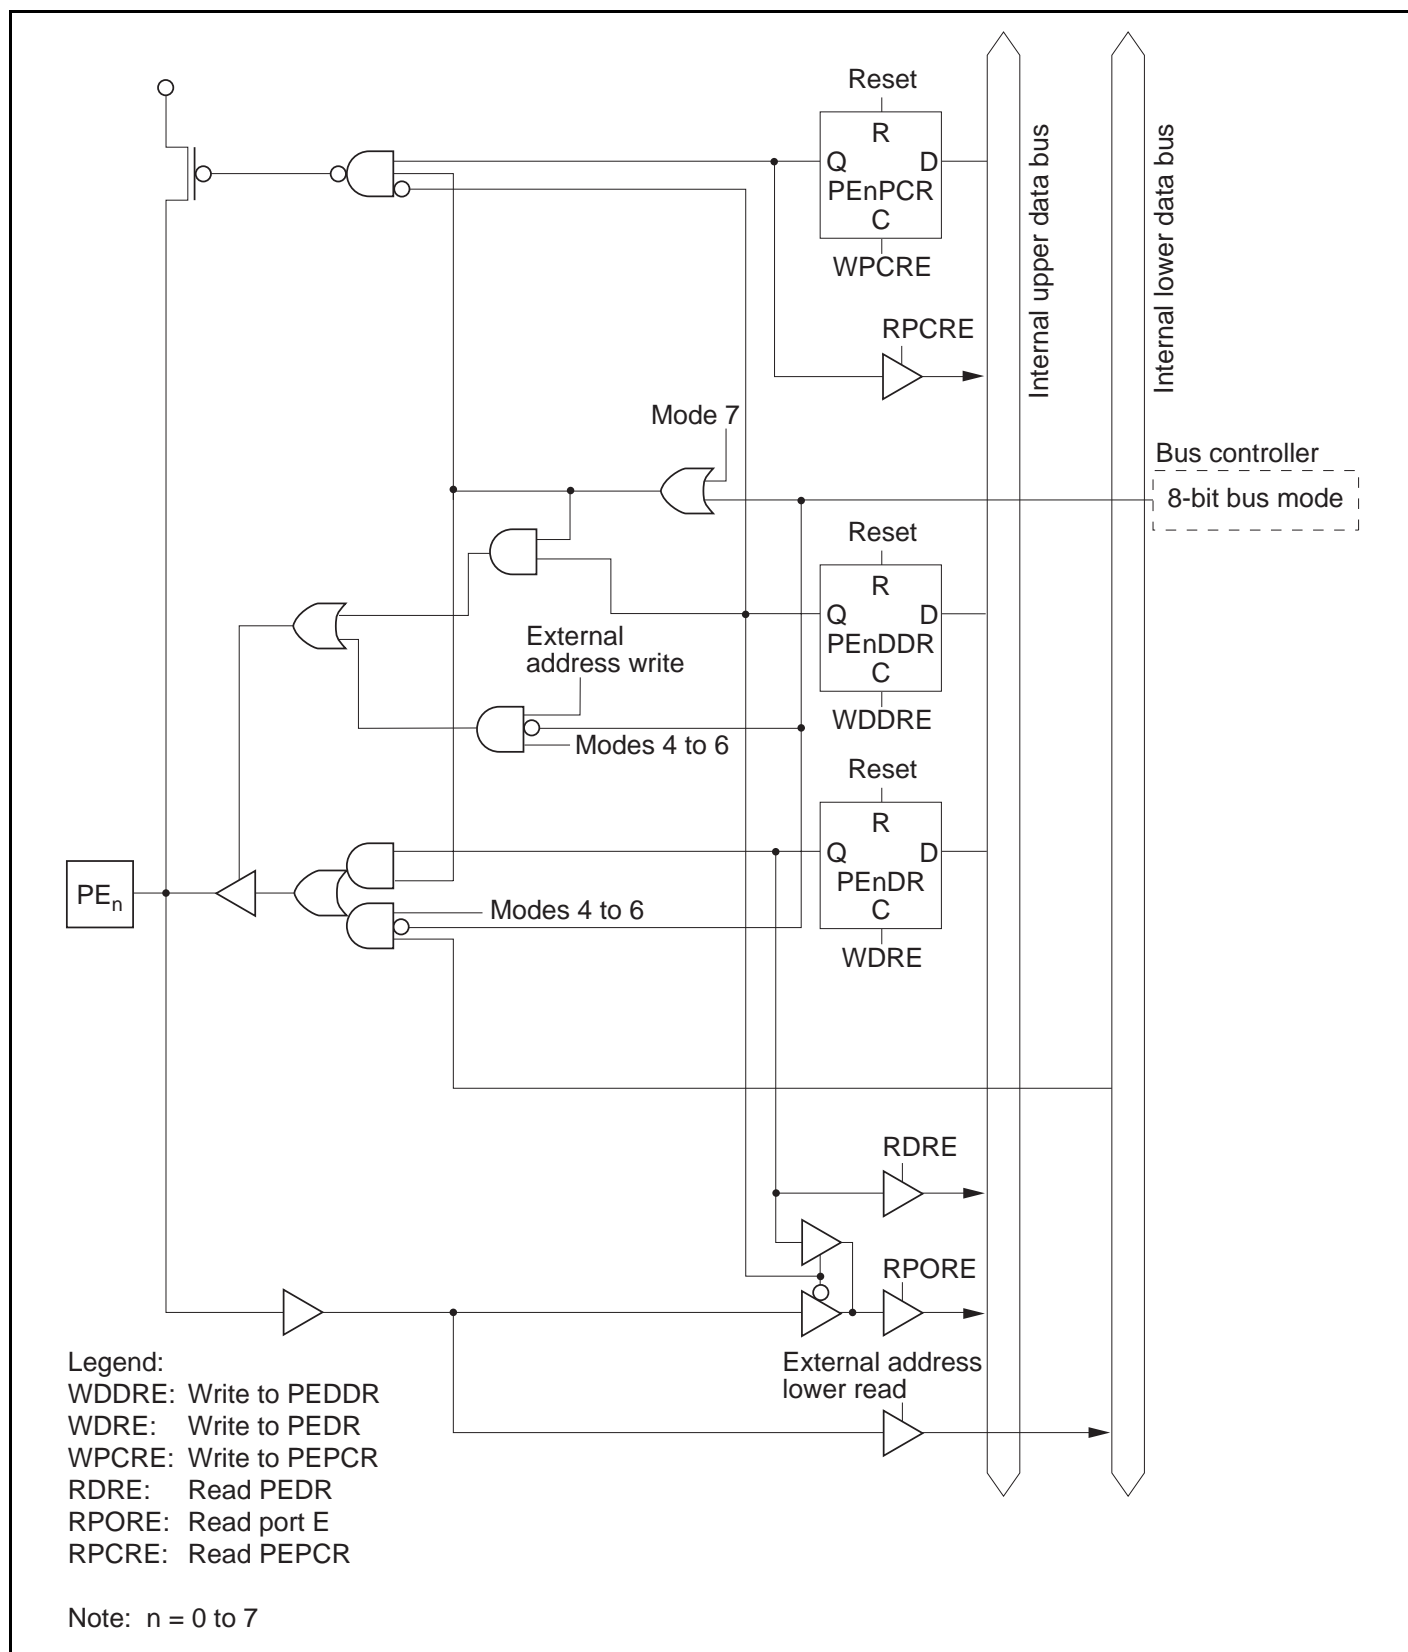 Reset
R
Q D
PEnPCR
C
WPCRE
Internal upper data bus
Internal lower data bus
RPCRE
Mode 7
Bus controller
8-bit bus mode
Reset
R
Q D
PEnDDR
C
WDDRE
External
address write
Modes 4 to 6
Reset
R
Q D
PEnDR
C
WDRE
PEn
Modes 4 to 6
RDRE
RPORE
External address
lower read
Legend:
WDDRE: Write to PEDDR
WDRE: Write to PEDR
WPCRE: Write to PEPCR
RDRE: Read PEDR
RPORE: Read port E
RPCRE: Read PEPCR
Note: n = 0 to 7